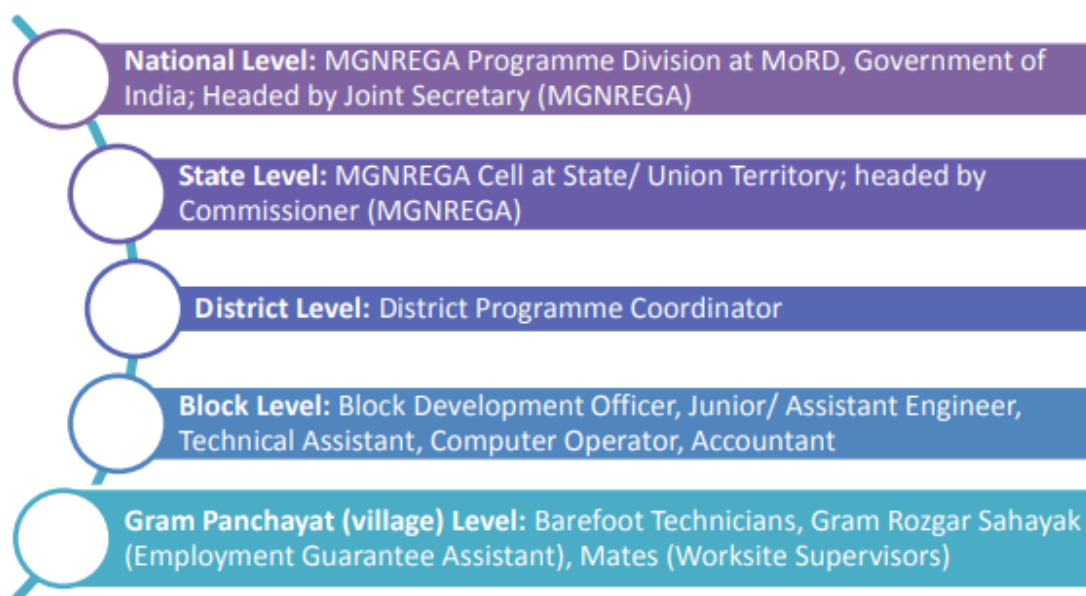 National Level: MGNREGA Programme Division at MoRD, Government of
India; Headed by Joint Secretary (MGNREGA)
State Level: MGNREGA Cell at State/ Union Territory; headed by
Commissioner (MGNREGA)
District Level: District Programme Coordinator
Block Level: Block Development Officer, Junior/ Assistant Engineer,
Technical Assistant, Computer Operator, Accountant
Gram Panchayat (village) Level: Barefoot Technicians, Gram Rozgar Sahayak
(Employment Guarantee Assistant), Mates (Worksite Supervisors)